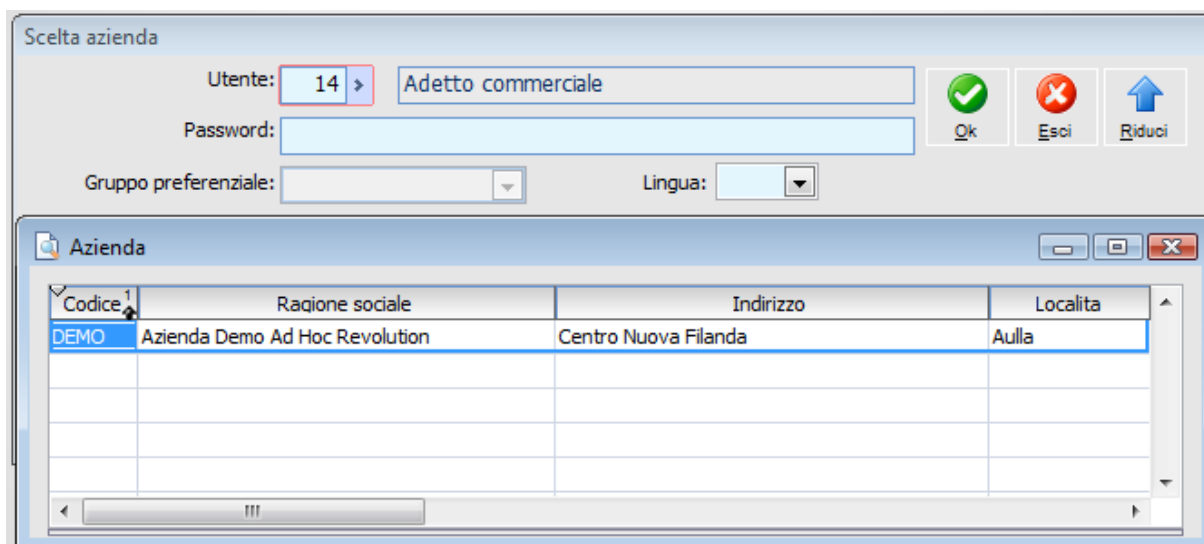 Scelta azienda
Utente: 14 Adetto commerciale
Password:
Ok Esci Riduci
Gruppo preferenziale: Lingua:
Azienda
Codice 1 Ragione sociale Indirizzo Localita
DEMO Azienda Demo Ad Hoc Revolution Centro Nuova Filanda Aulla